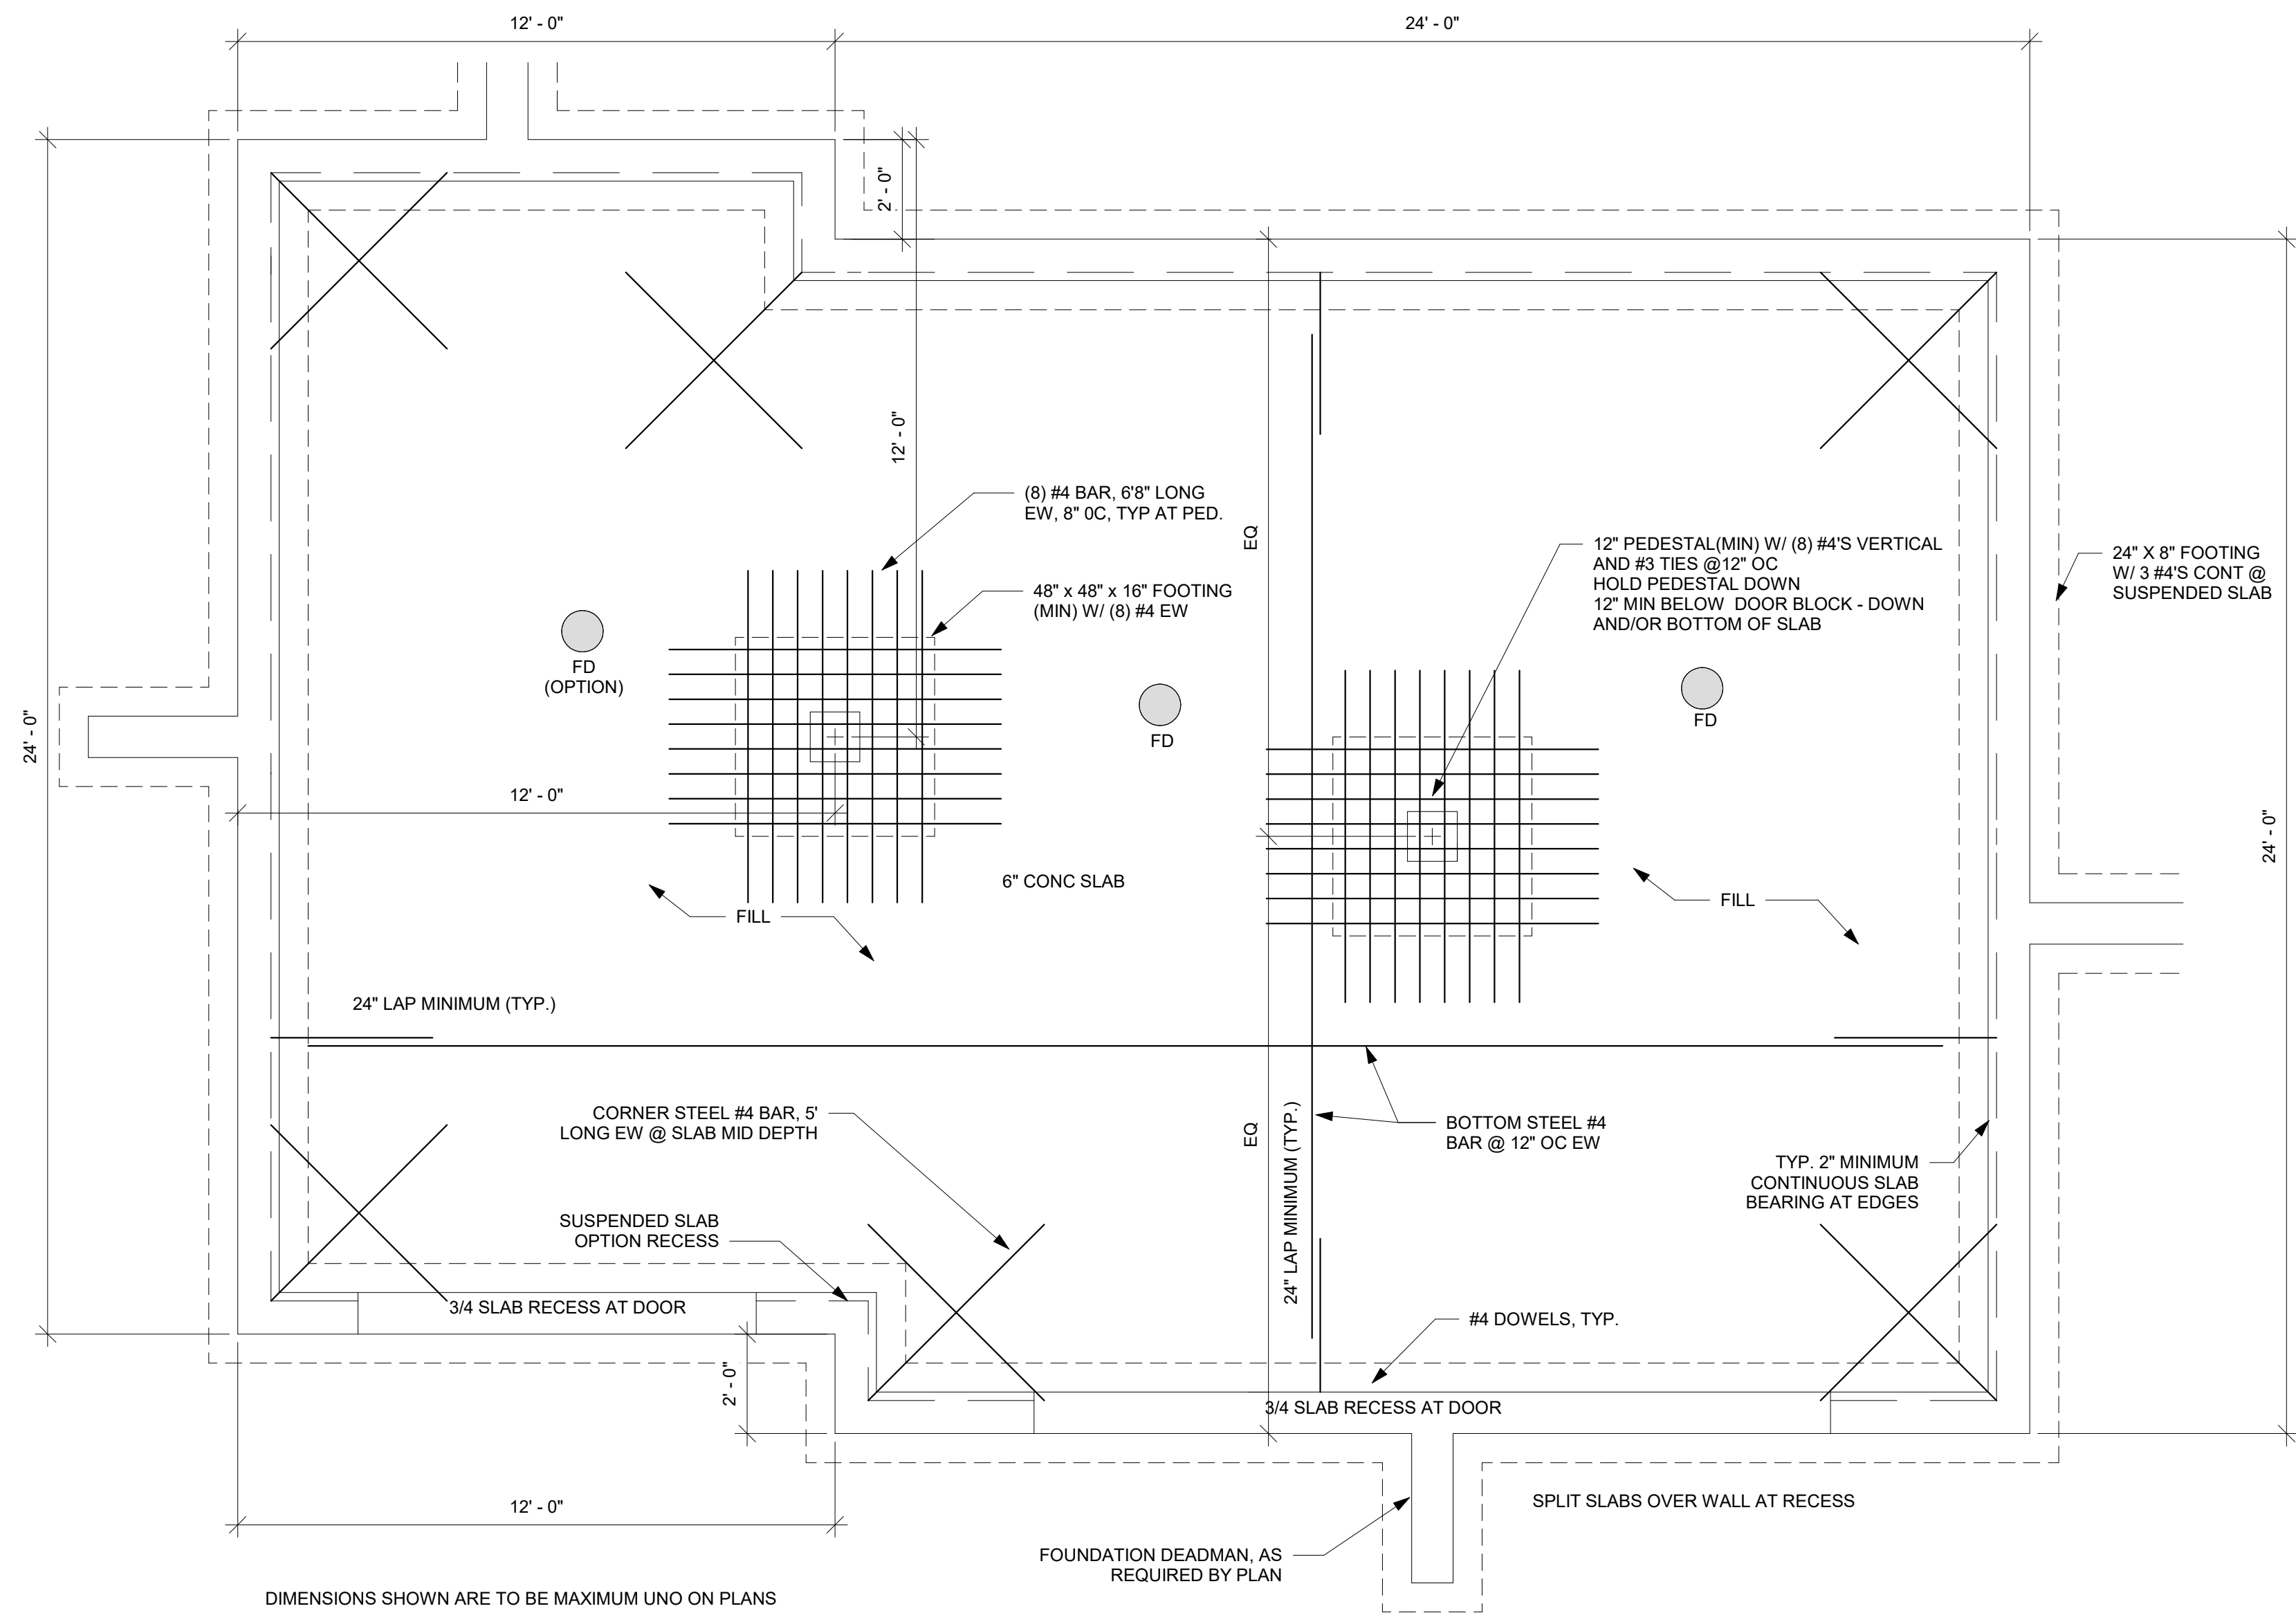 12' - 0"
24' - 0"
2' - 0"
12' - 0"
(8) #4 BAR, 6'8" LONG
EW, 8" 0C, TYP AT PED.
EQ
12" PEDESTAL(MIN) W/ (8) #4'S VERTICAL
AND #3 TIES @12" OC
HOLD PEDESTAL DOWN
12" MIN BELOW DOOR BLOCK - DOWN
AND/OR BOTTOM OF SLAB
24" X 8" FOOTING
W/ 3 #4'S CONT @
SUSPENDED SLAB
48" x 48" x 16" FOOTING
(MIN) W/ (8) #4 EW
FD
(OPTION)
FD
FD
24' - 0"
12' - 0"
24' - 0"
6" CONC SLAB
FILL
FILL
24" LAP MINIMUM (TYP.)
CORNER STEEL #4 BAR, 5'
LONG EW @ SLAB MID DEPTH
EQ
24" LAP MINIMUM (TYP.)
BOTTOM STEEL #4
BAR @ 12" OC EW
TYP. 2" MINIMUM
CONTINUOUS SLAB
BEARING AT EDGES
SUSPENDED SLAB
OPTION RECESS
3/4 SLAB RECESS AT DOOR
#4 DOWELS, TYP.
2' - 0"
3/4 SLAB RECESS AT DOOR
12' - 0"
SPLIT SLABS OVER WALL AT RECESS
FOUNDATION DEADMAN, AS
REQUIRED BY PLAN
DIMENSIONS SHOWN ARE TO BE MAXIMUM UNO ON PLANS